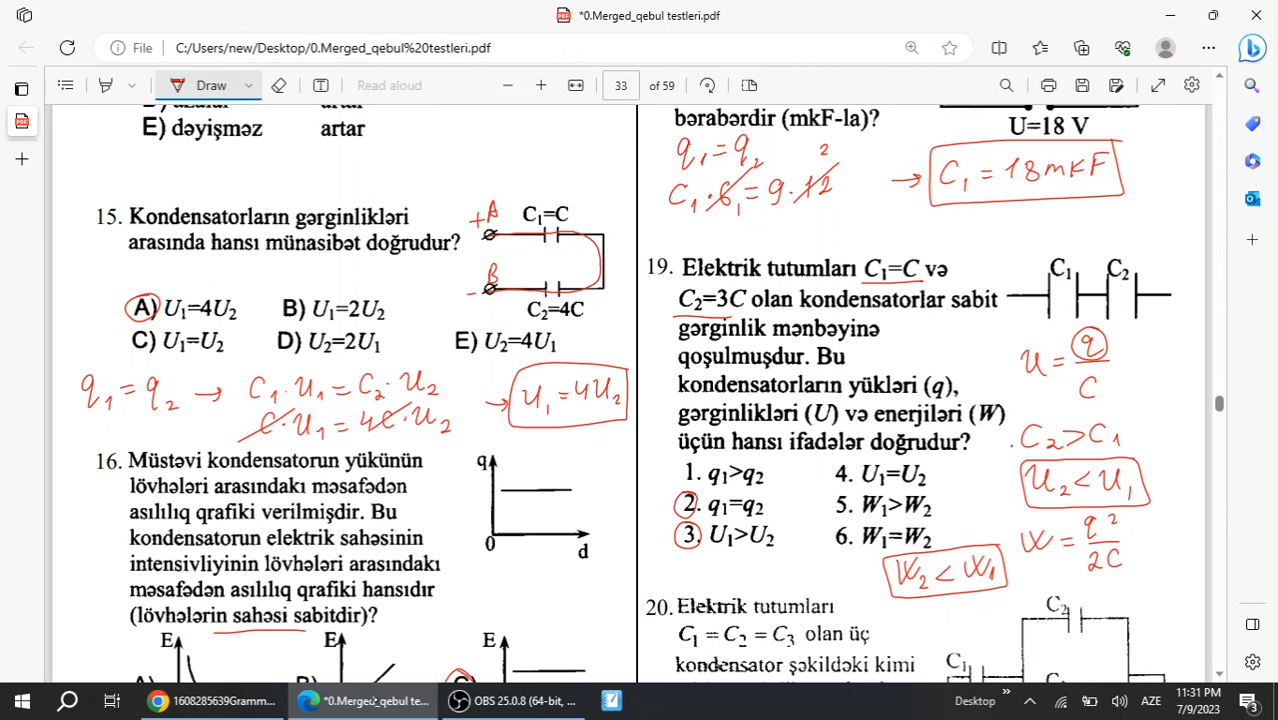 *0.Merged_qebul testleri.pdf
File
C:/Users/new/Desktop/0.Merged_qebul%20testleri.pdf
Draw
Read aloud
33
of 59
E) dəyişməz artar
15. Kondensatorların gərginlikləri
arasında hansı münasibət doğrudur?
+A
C₁=C
-B
C₂=4C
A) U₁=4U₂ B) U₁=2U₂
C) U₁=U₂ D) U₂=2U₁ E) U₂=4U₁
q₁=q₂ → C₁·U₁=C₂·U₂
C·U₁=4C·U₂
→ U₁=4U₂
16. Müstəvi kondensatorun yükünün
lövhələri arasındakı məsafədən
asılılıq qrafiki verilmişdir. Bu
kondensatorun elektrik sahəsinin
intensivliyinin lövhələri arasındakı
məsafədən asılılıq qrafiki hansıdır
(lövhələrin sahəsi sabitdir)?
q
0
d
E E E
bərabərdir (mkF-la)?
U=18 V
q₁=q₂
2
C₁·6₁=9·12
→ C₁=18mKF
19. Elektrik tutumları C₁=C və
C₂=3C olan kondensatorlar sabit
gərginlik mənbəyinə
qoşulmuşdur. Bu
kondensatorların yükləri (q),
gərginlikləri (U) və enerjiləri (W)
üçün hansı ifadələr doğrudur?
C₁ C₂
U=q/C
C₂>C₁
U₂<U₁
W=q²/2C
1. q₁>q₂ 4. U₁=U₂
2. q₁=q₂ 5. W₁>W₂
3. U₁>U₂ 6. W₁=W₂
W₂<W₁
20. Elektrik tutumları
C₁=C₂=C₃ olan üç
kondensator şəkildəki kimi
C₂
C₁
1608285639Gramm...
*0.Merged_qebul te...
OBS 25.0.8 (64-bit, ...
Desktop
AZE
11:31 PM
7/9/2023
3